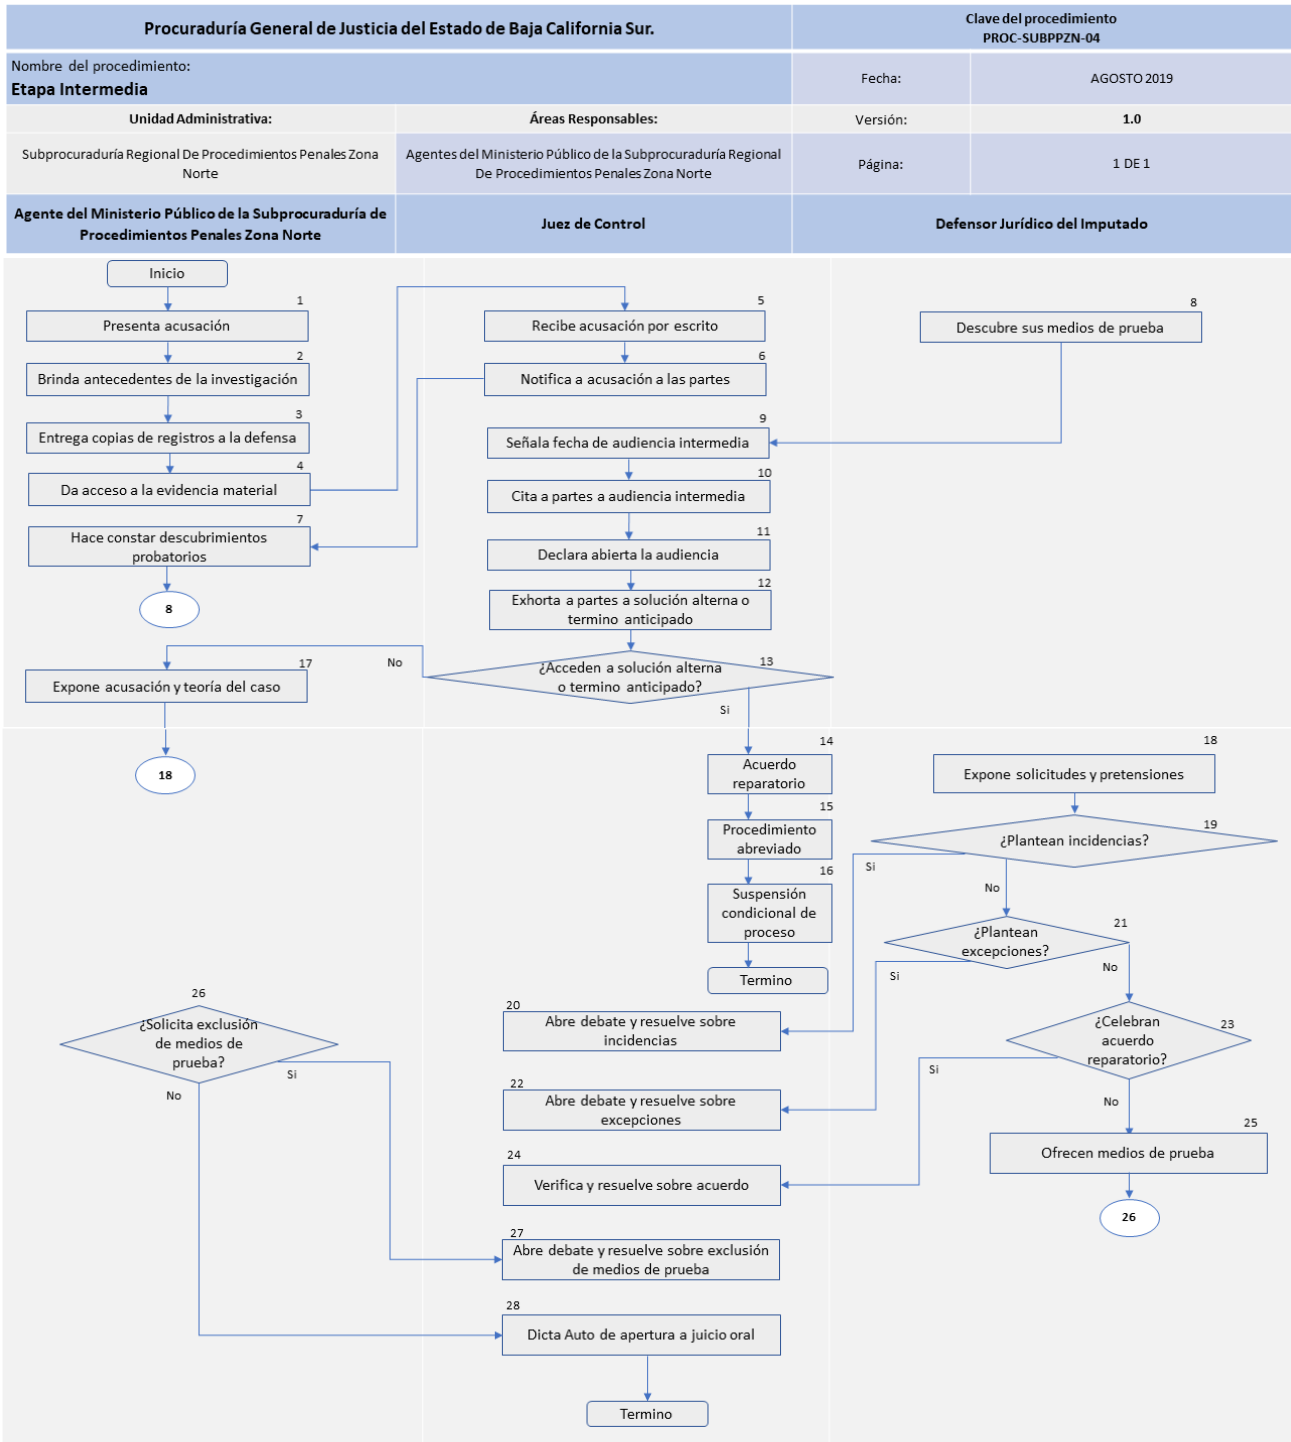 Procuraduría General de Justicia del Estado de Baja California Sur.
Clave del procedimiento
PROC-SUBPPZN-04
Nombre del procedimiento:
Etapa Intermedia
Fecha:
AGOSTO 2019
Unidad Administrativa:
Áreas Responsables:
Versión:
1.0
Subprocuraduría Regional De Procedimientos Penales Zona
Norte
Agentes del Ministerio Público de la Subprocuraduría Regional
De Procedimientos Penales Zona Norte
Página:
1 DE 1
Agente del Ministerio Público de la Subprocuraduría de
Procedimientos Penales Zona Norte
Juez de Control
Defensor Jurídico del Imputado
Inicio
1
Presenta acusación
2
Brinda antecedentes de la investigación
3
Entrega copias de registros a la defensa
4
Da acceso a la evidencia material
5
Recibe acusación por escrito
6
Notifica a acusación a las partes
7
Hace constar descubrimientos
probatorios
8
8
Descubre sus medios de prueba
9
Señala fecha de audiencia intermedia
10
Cita a partes a audiencia intermedia
11
Declara abierta la audiencia
12
Exhorta a partes a solución alterna o
termino anticipado
13
¿Acceden a solución alterna
o termino anticipado?
No
Si
17
Expone acusación y teoría del caso
18
14
Acuerdo
reparatorio
15
Procedimiento
abreviado
16
Suspensión
condicional de
proceso
Termino
18
Expone solicitudes y pretensiones
19
¿Plantean incidencias?
Si
No
21
¿Plantean
excepciones?
Si
No
20
Abre debate y resuelve sobre
incidencias
23
¿Celebran
acuerdo
reparatorio?
Si
No
22
Abre debate y resuelve sobre
excepciones
25
Ofrecen medios de prueba
26
24
Verifica y resuelve sobre acuerdo
26
¿Solicita exclusión
de medios de
prueba?
Si
No
27
Abre debate y resuelve sobre exclusión
de medios de prueba
28
Dicta Auto de apertura a juicio oral
Termino